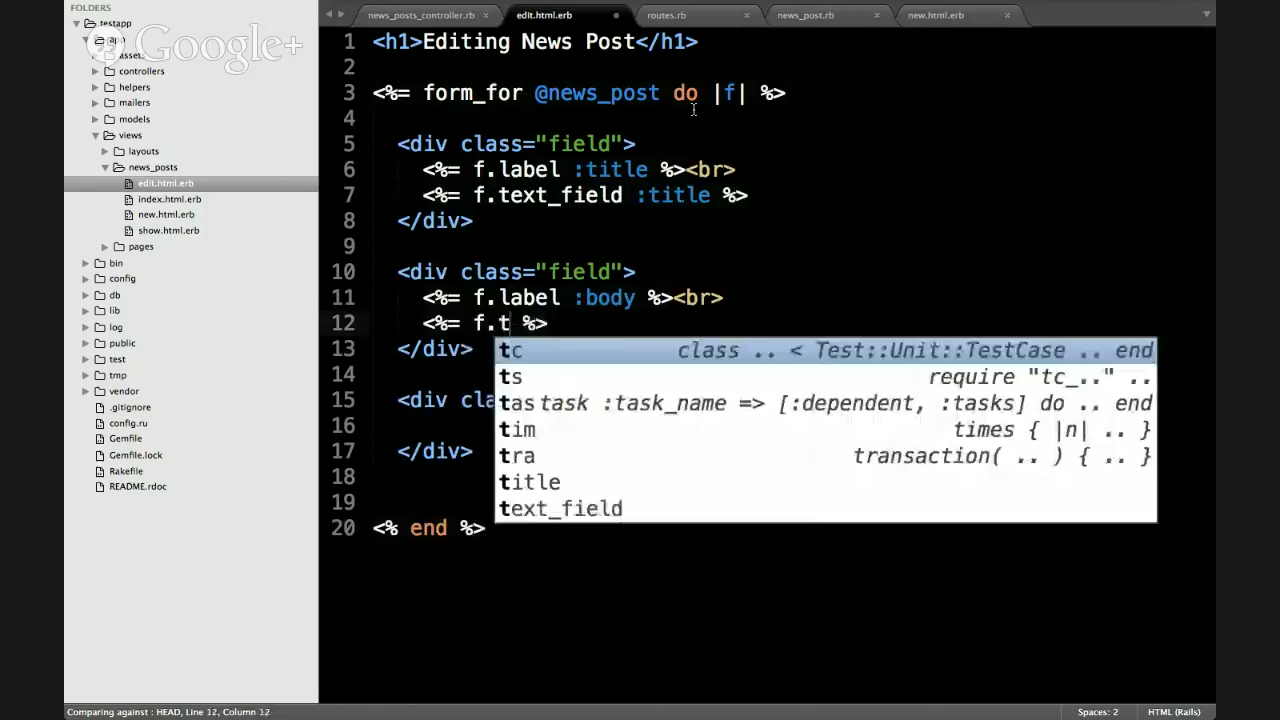 FOLDERS
testapp
app
assets
controllers
helpers
mailers
models
views
layouts
news_posts
edit.html.erb
index.html.erb
new.html.erb
show.html.erb
pages
bin
config
db
lib
log
public
test
tmp
vendor
.gitignore
config.ru
Gemfile
Gemfile.lock
Rakefile
README.rdoc
Google+
news_posts_controller.rb × edit.html.erb routes.rb × news_post.rb × new.html.erb ×
1 <h1>Editing News Post</h1>
2
3 <%= form_for @news_post do |f| %>
4
5 <div class="field">
6 <%= f.label :title %><br>
7 <%= f.text_field :title %>
8 </div>
9
10 <div class="field">
11 <%= f.label :body %><br>
12 <%= f.t %>
13 </div>
14
15 <div cla
16
17 </div>
18
19
20 <% end %>
tc class .. < Test::Unit::TestCase .. end
ts require "tc_.." ..
tas task :task_name => [:dependent, :tasks] do .. end
tim times { |n| .. }
tra transaction( .. ) { .. }
title
text_field
Comparing against : HEAD, Line 12, Column 12 Spaces: 2 HTML (Rails)